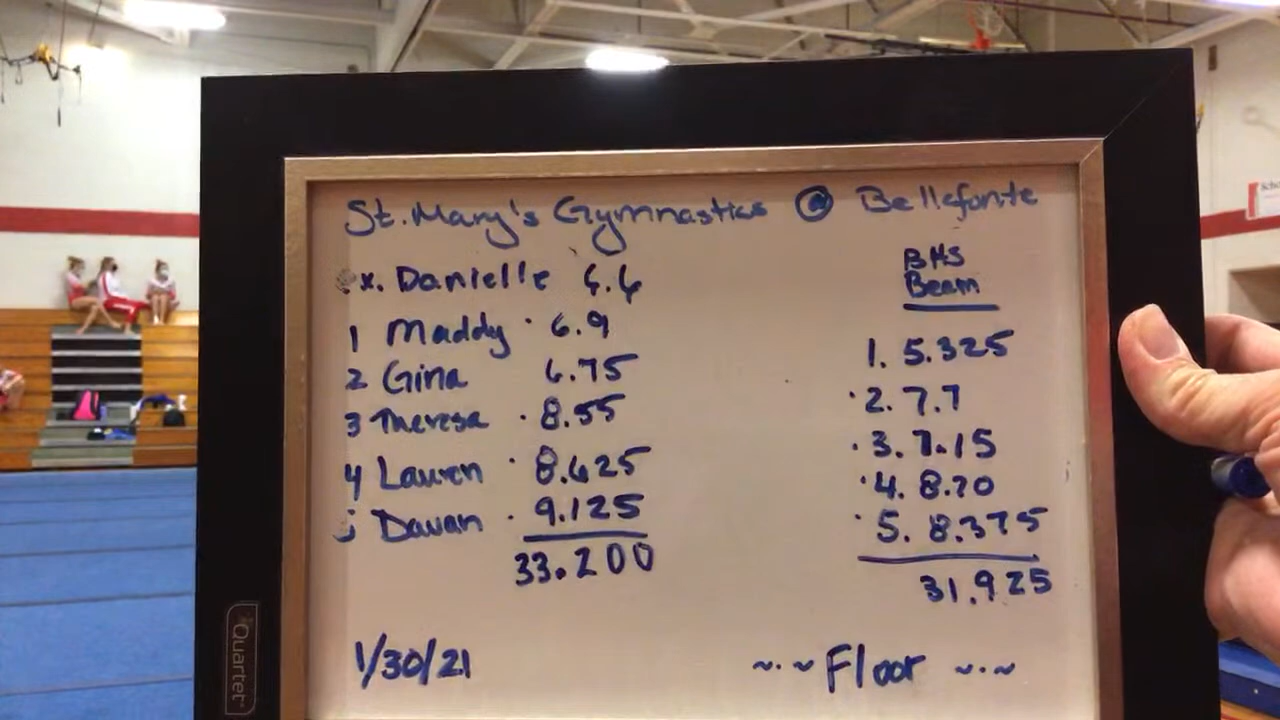 St. Mary's Gymnastics @ Bellefonte
x. Danielle 6.6
1 Maddy · 6.9
2 Gina 6.75
3 Theresa · 8.55
4 Lauren · 8.625
5 Davan · 9.125
33.200
BHS
Beam
1. 5.325
· 2. 7.7
· 3. 7.15
· 4. 8.70
· 5. 8.375
31.925
1/30/21
~·~ Floor ~·~
Quartet